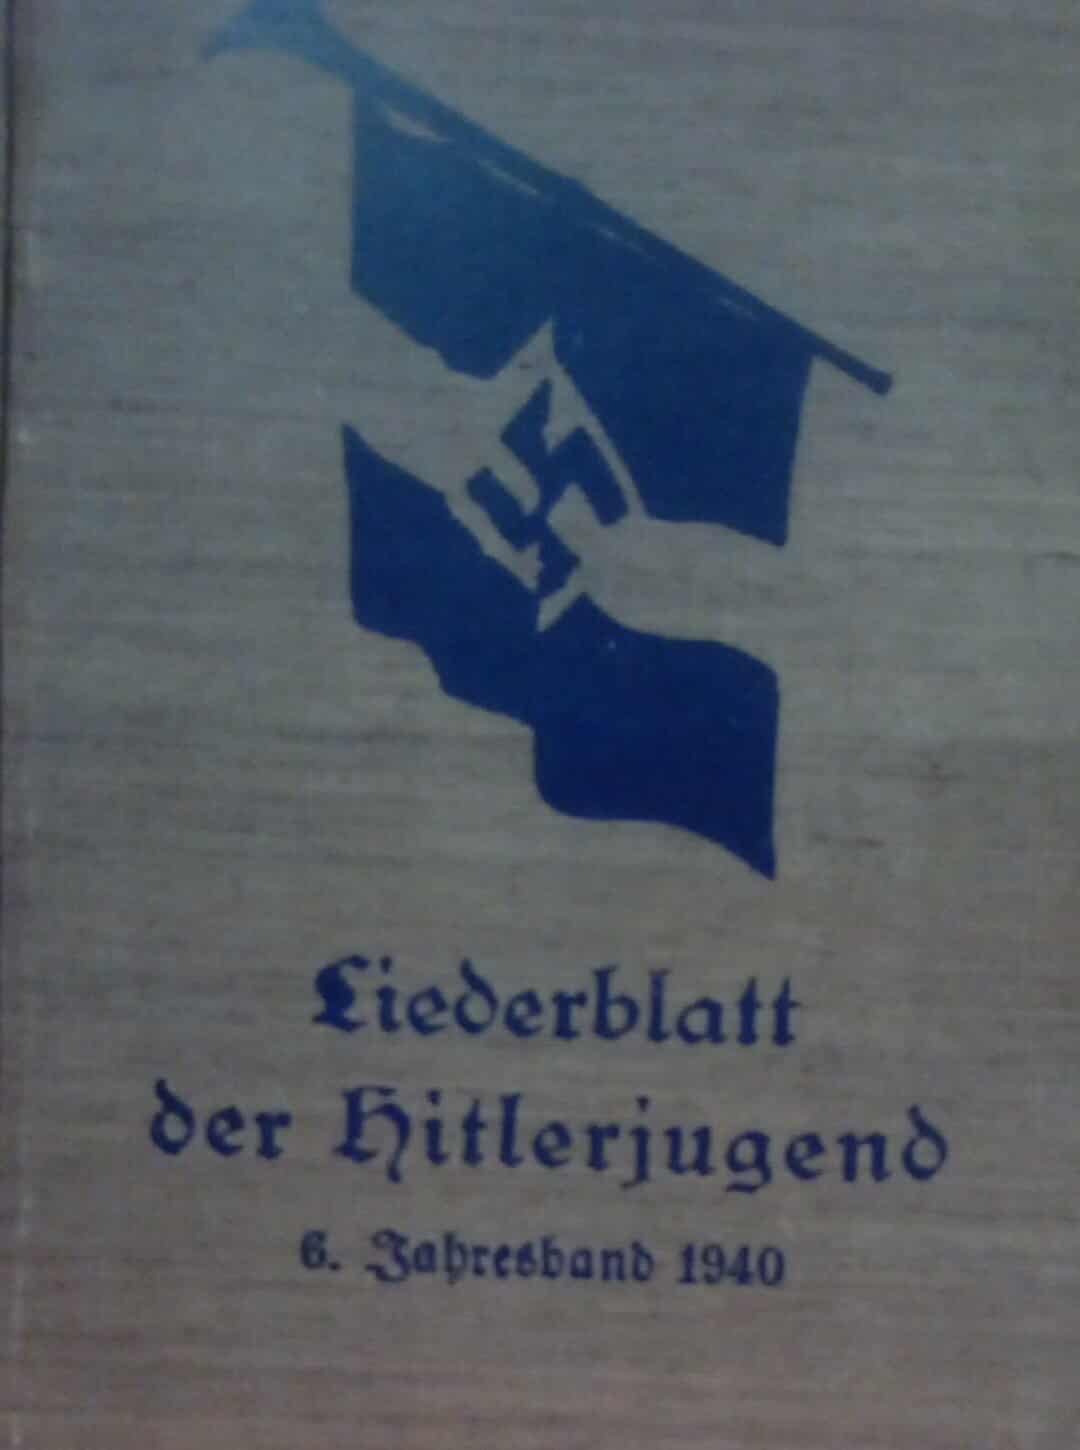 Liederblatt
der Hitlerjugend
6. Jahresband 1940